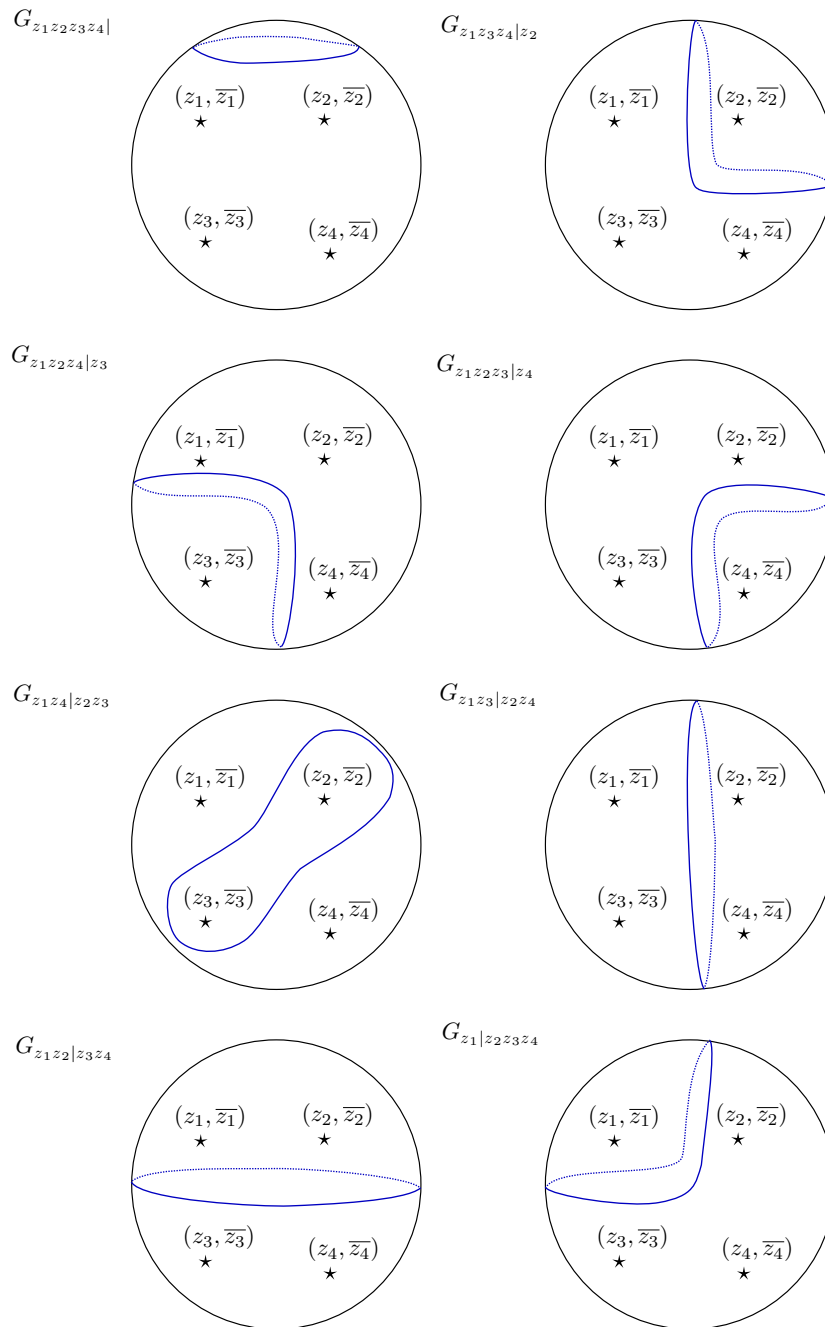 G_{z_1z_2z_3z_4|}
(z_1, \overline{z_1}) (z_2, \overline{z_2})
(z_3, \overline{z_3}) (z_4, \overline{z_4})
G_{z_1z_3z_4|z_2}
(z_1, \overline{z_1}) (z_2, \overline{z_2})
(z_3, \overline{z_3}) (z_4, \overline{z_4})
G_{z_1z_2z_4|z_3}
(z_1, \overline{z_1}) (z_2, \overline{z_2})
(z_3, \overline{z_3}) (z_4, \overline{z_4})
G_{z_1z_2z_3|z_4}
(z_1, \overline{z_1}) (z_2, \overline{z_2})
(z_3, \overline{z_3}) (z_4, \overline{z_4})
G_{z_1z_4|z_2z_3}
(z_1, \overline{z_1}) (z_2, \overline{z_2})
(z_3, \overline{z_3}) (z_4, \overline{z_4})
G_{z_1z_3|z_2z_4}
(z_1, \overline{z_1}) (z_2, \overline{z_2})
(z_3, \overline{z_3}) (z_4, \overline{z_4})
G_{z_1z_2|z_3z_4}
(z_1, \overline{z_1}) (z_2, \overline{z_2})
(z_3, \overline{z_3}) (z_4, \overline{z_4})
G_{z_1|z_2z_3z_4}
(z_1, \overline{z_1}) (z_2, \overline{z_2})
(z_3, \overline{z_3}) (z_4, \overline{z_4})